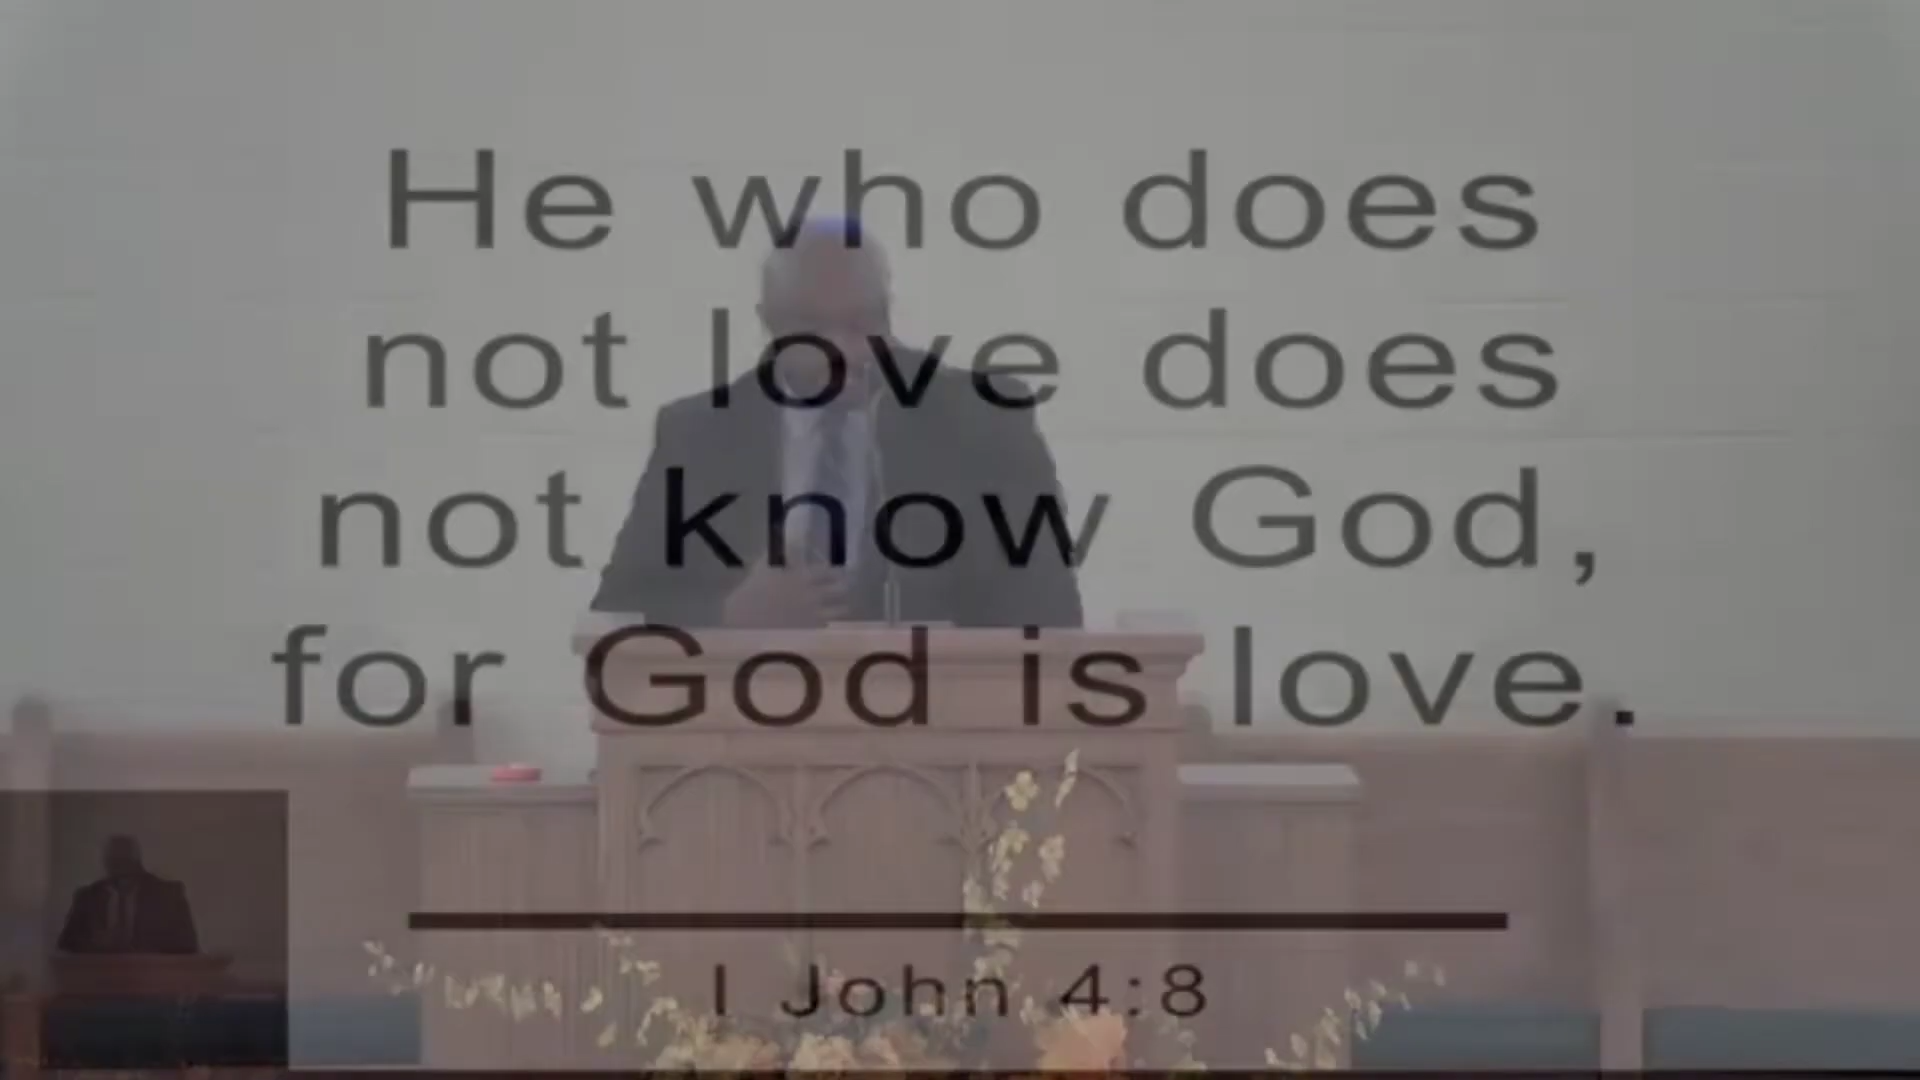 He who does
not love does
not know God,
for God is love.
I John 4:8